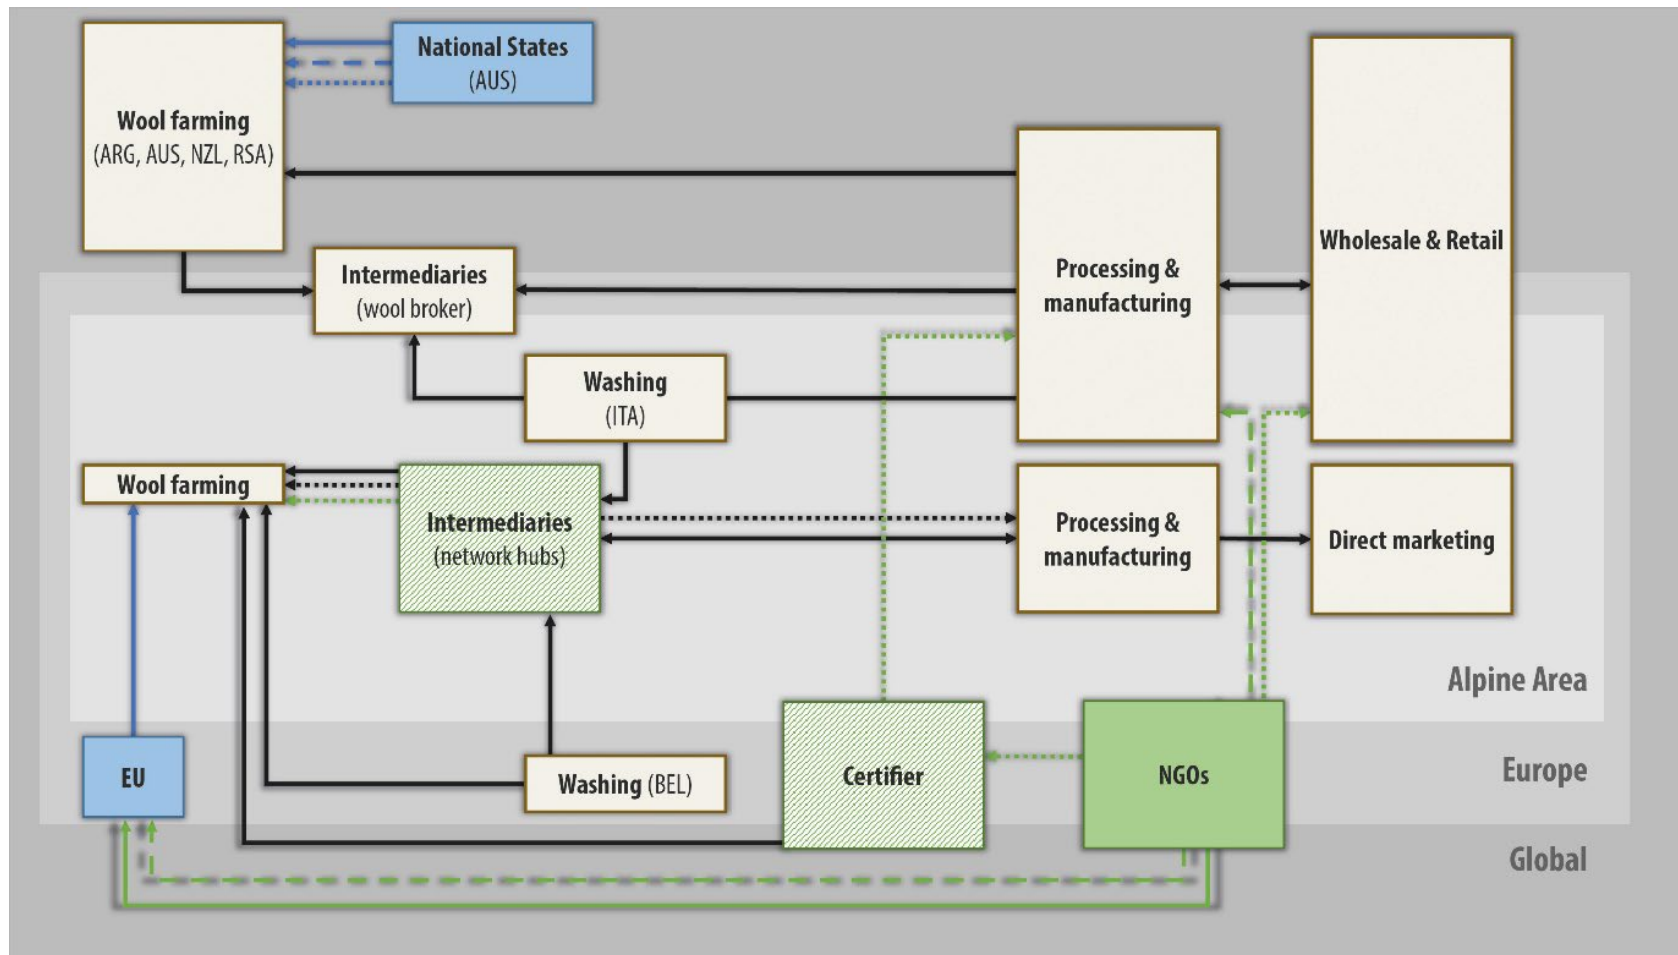 National States
(AUS)
Wool farming
(ARG, AUS, NZL, RSA)
Wholesale & Retail
Intermediaries
(wool broker)
Processing &
manufacturing
Washing
(ITA)
Wool farming
Intermediaries
(network hubs)
Processing &
manufacturing
Direct marketing
Alpine Area
EU
Washing (BEL)
Certifier
NGOs
Europe
Global